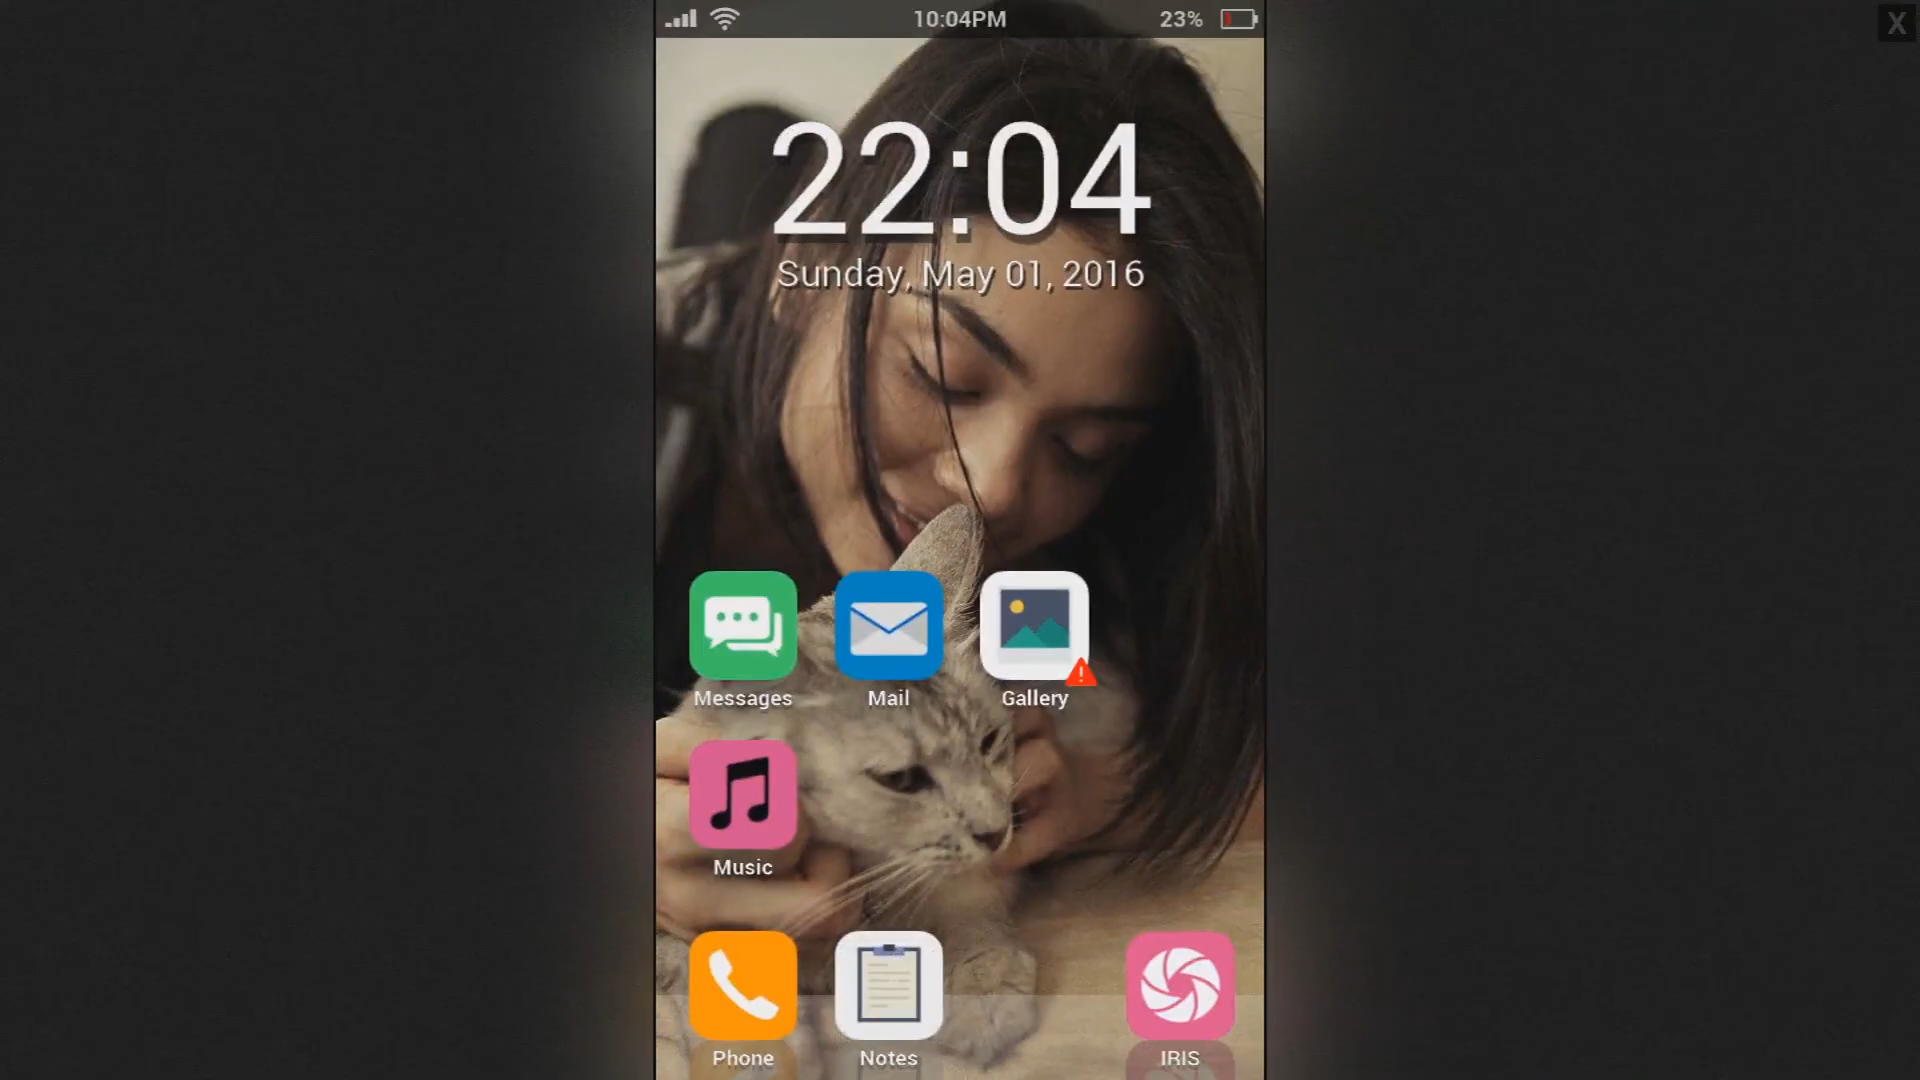 10:04PM 23%
X
22:04
Sunday, May 01, 2016
Messages Mail Gallery
Music
Phone Notes IRIS